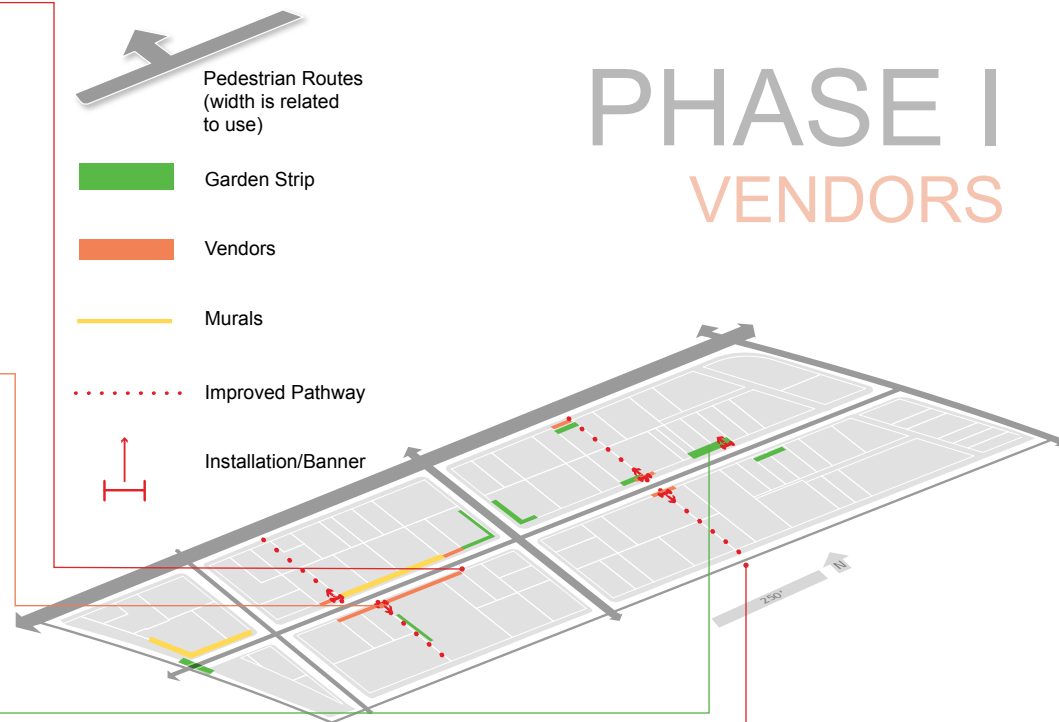 PHASE I
VENDORS
Pedestrian Routes
(width is related
to use)
Garden Strip
Vendors
Murals
Improved Pathway
Installation/Banner
250'
N